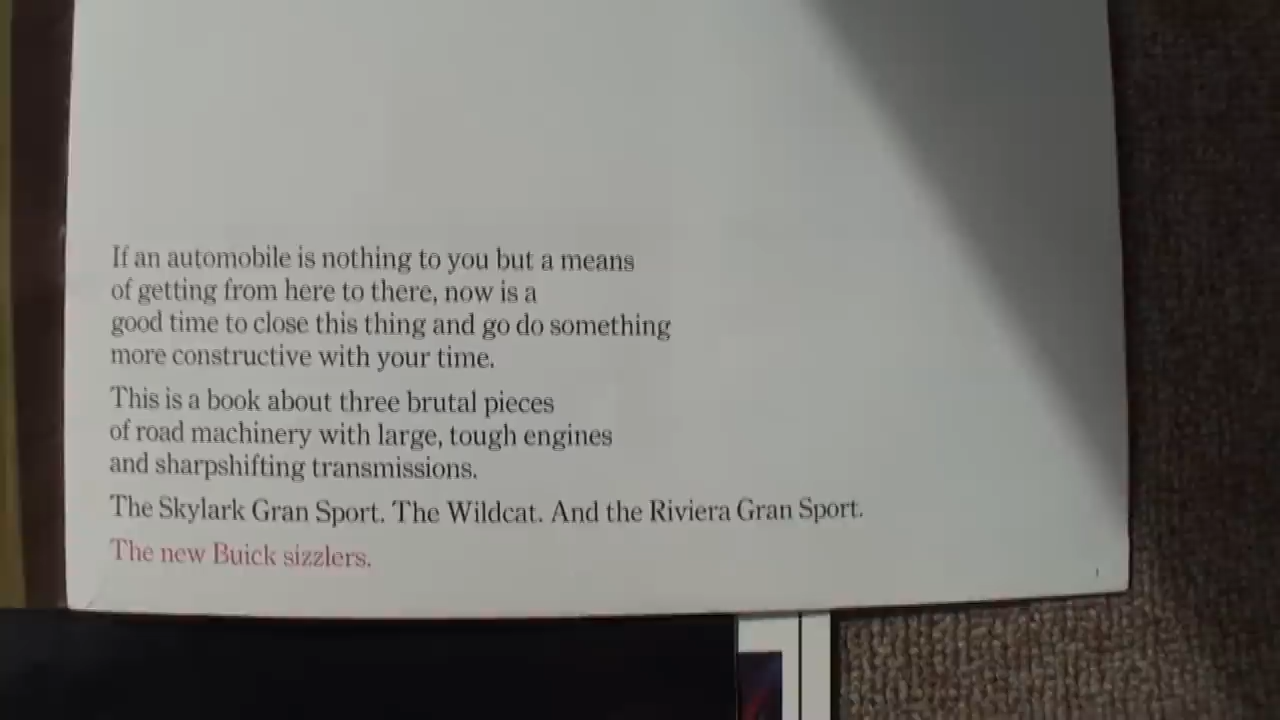 If an automobile is nothing to you but a means
of getting from here to there, now is a
good time to close this thing and go do something
more constructive with your time.
This is a book about three brutal pieces
of road machinery with large, tough engines
and sharpshifting transmissions.
The Skylark Gran Sport. The Wildcat. And the Riviera Gran Sport.
The new Buick sizzlers.
1